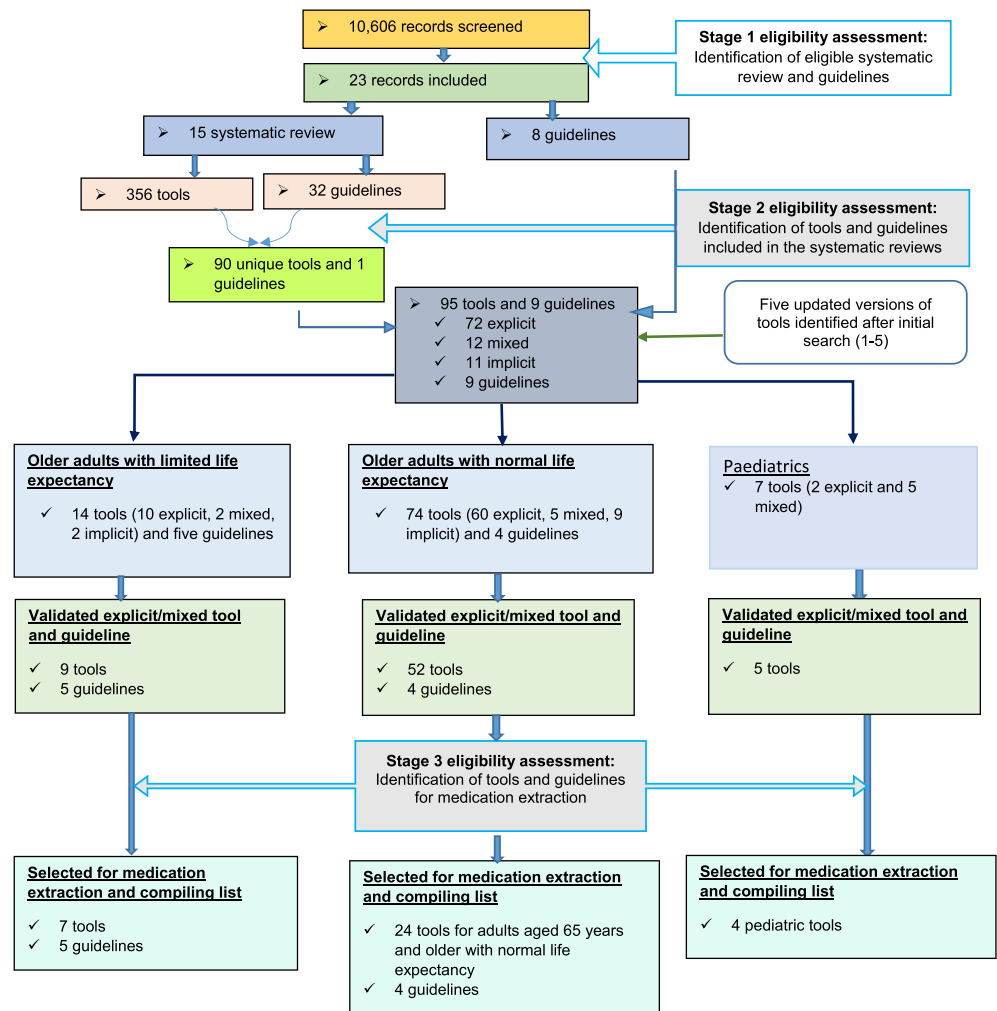 ➢ 10,606 records screened
Stage 1 eligibility assessment:
Identification of eligible systematic
review and guidelines
➢ 23 records included
➢ 15 systematic review
➢ 8 guidelines
➢ 356 tools
➢ 32 guidelines
Stage 2 eligibility assessment:
Identification of tools and guidelines
included in the systematic reviews
➢ 90 unique tools and 1
guidelines
➢ 95 tools and 9 guidelines
✓ 72 explicit
✓ 12 mixed
✓ 11 implicit
✓ 9 guidelines
Five updated versions of
tools identified after initial
search (1-5)
Older adults with limited life
expectancy
✓ 14 tools (10 explicit, 2 mixed,
2 implicit) and five guidelines
Older adults with normal life
expectancy
✓ 74 tools (60 explicit, 5 mixed, 9
implicit) and 4 guidelines
Paediatrics
✓ 7 tools (2 explicit and 5
mixed)
Validated explicit/mixed tool
and guideline
✓ 9 tools
✓ 5 guidelines
Validated explicit/mixed tool and
guideline
✓ 52 tools
✓ 4 guidelines
Validated explicit/mixed tool and
guideline
✓ 5 tools
Stage 3 eligibility assessment:
Identification of tools and guidelines
for medication extraction
Selected for medication
extraction and compiling list
✓ 7 tools
✓ 5 guidelines
Selected for medication extraction
and compiling list
✓ 24 tools for adults aged 65 years
and older with normal life
expectancy
✓ 4 guidelines
Selected for medication extraction
and compiling list
✓ 4 pediatric tools